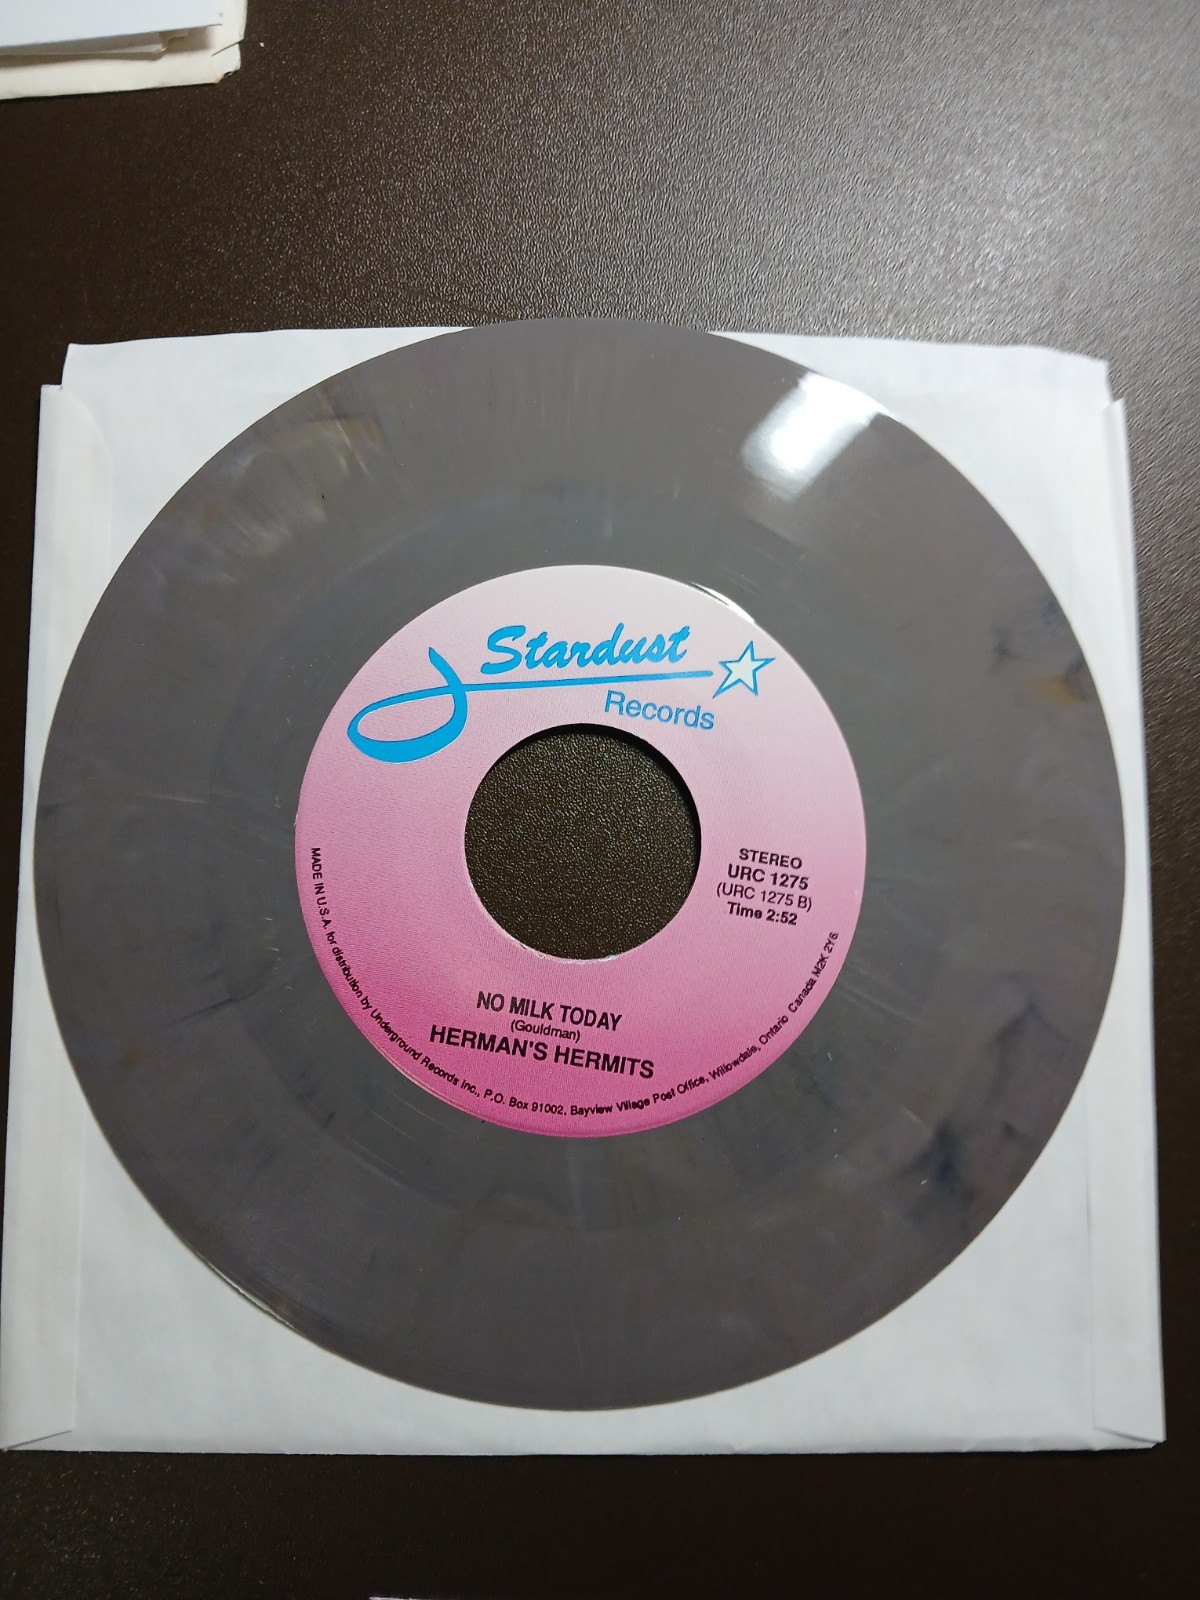 Stardust
Records
STEREO
URC 1275
(URC 1275 B)
Time 2:52
NO MILK TODAY
(Gouldman)
HERMAN'S HERMITS
MADE IN U.S.A. for distribution by Underground Records Inc., P.O. Box 91002, Bayview Village Post Office, Willowdale, Ontario Canada M2K 2Y6.